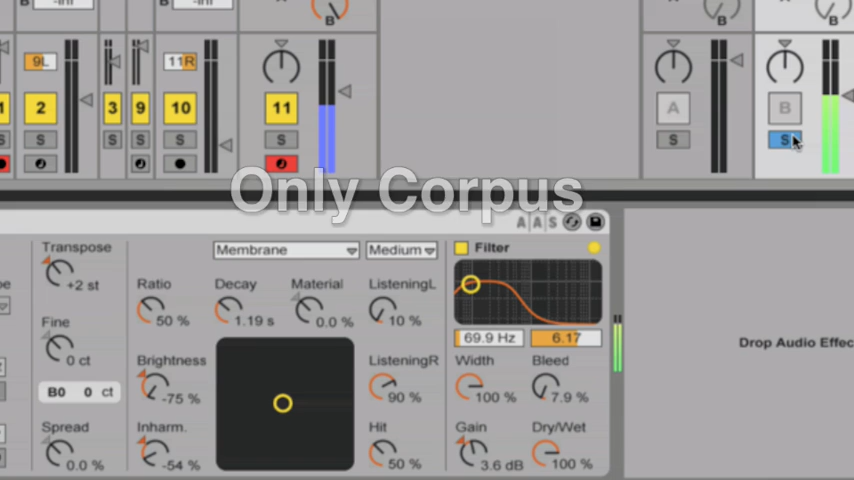 B -inf
B -inf
B
B
B
9L
11R
1 2 3 9 10 11 A B
S S S S S S S S
Only Corpus
AAS
Transpose
+2 st
Fine
0 ct
B0 0 ct
Spread
0.0 %
Membrane
Medium
Ratio
50 %
Decay
1.19 s
Material
0.0 %
ListeningL
10 %
Brightness
-75 %
ListeningR
90 %
Inharm.
-54 %
Hit
50 %
Filter
69.9 Hz 6.17
Width
100 %
Bleed
7.9 %
Gain
3.6 dB
Dry/Wet
100 %
Drop Audio Effec